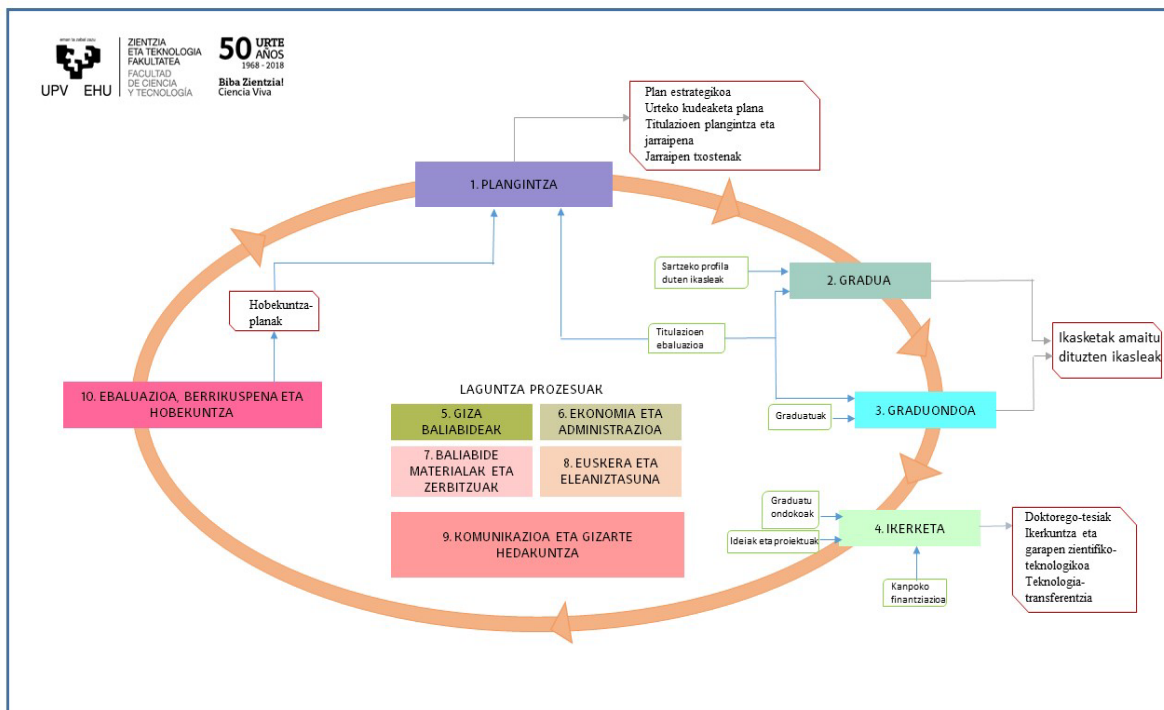 eman ta zabal zazu
UPV EHU
ZIENTZIA
ETA TEKNOLOGIA
FAKULTATEA
FACULTAD
DE CIENCIA
Y TECNOLOGÍA
50 URTE
AÑOS
1968 - 2018
Biba Zientzia!
Ciencia Viva
Plan estrategikoa
Urteko kudeaketa plana
Titulazioen plangintza eta
jarraipena
Jarraipen txostenak
1. PLANGINTZA
Sartzeko profila
duten ikasleak
2. GRADUA
Hobekuntza-
planak
Titulazioen
ebaluazioa
Ikasketak amaitu
dituzten ikasleak
10. EBALUAZIOA, BERRIKUSPENA ETA
HOBEKUNTZA
LAGUNTZA PROZESUAK
5. GIZA
BALIABIDEAK
6. EKONOMIA ETA
ADMINISTRAZIOA
Graduatuak
3. GRADUONDOA
7. BALIABIDE
MATERIALAK ETA
ZERBITZUAK
8. EUSKERA ETA
ELEANIZTASUNA
9. KOMUNIKAZIOA ETA GIZARTE
HEDAKUNTZA
Graduatu
ondokoak
Ideiak eta proiektuak
4. IKERKETA
Kanpoko
finantziazioa
Doktorego-tesiak
Ikerkuntza eta
garapen zientifiko-
teknologikoa
Teknologia-
transferentzia